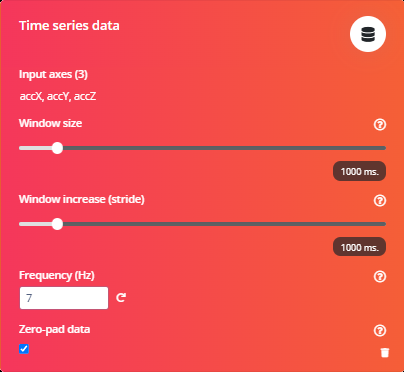 Time series data
Input axes (3)
accX, accY, accZ
Window size
1000 ms.
Window increase (stride)
1000 ms.
Frequency (Hz)
7
Zero-pad data